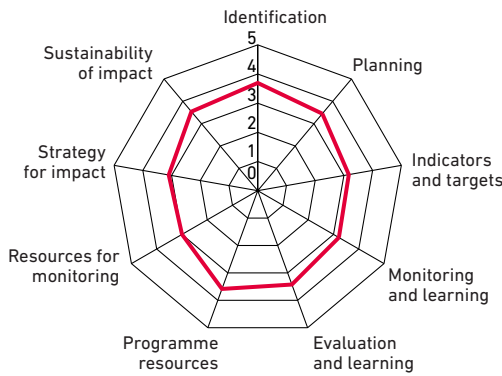 Identification
5
4
3
2
1
0
Planning
Indicators
and targets
Monitoring
and learning
Evaluation
and learning
Programme
resources
Resources for
monitoring
Strategy
for impact
Sustainability
of impact